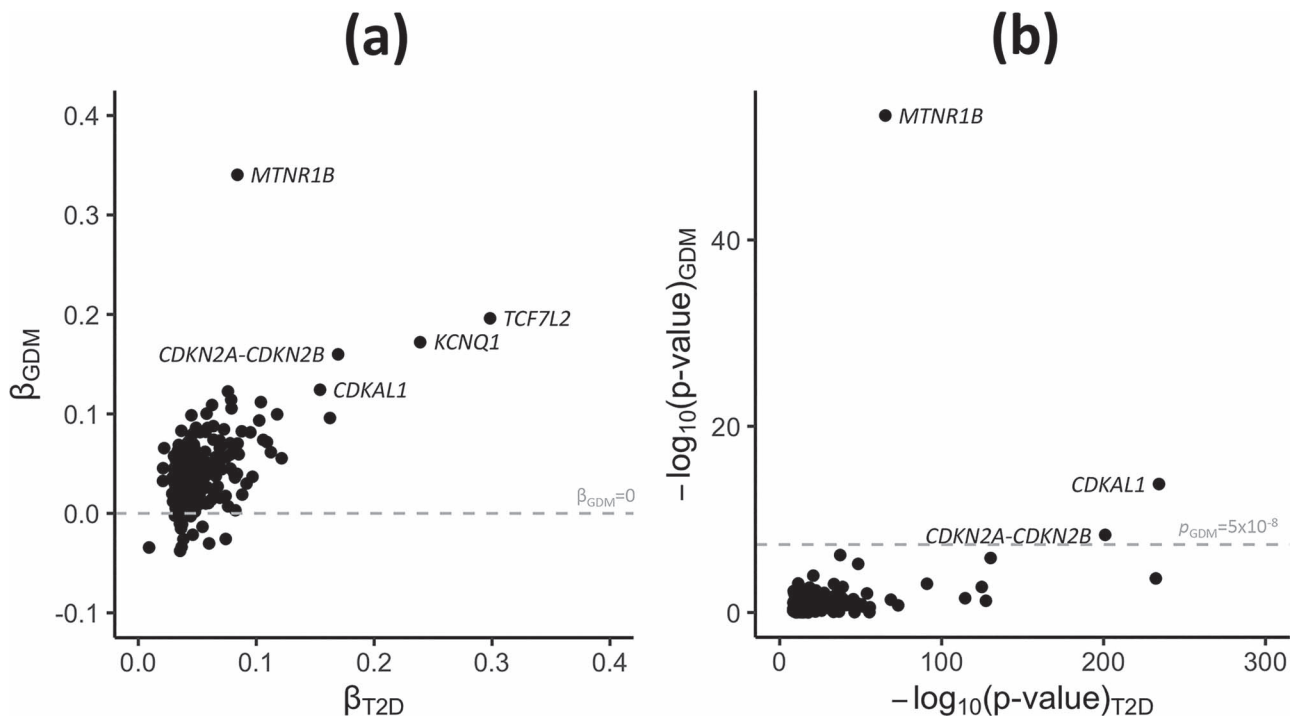 (a)
0.4
0.3
0.2
0.1
0.0
-0.1
βGDM
MTNR1B
TCF7L2
KCNQ1
CDKN2A-CDKN2B
CDKAL1
βGDM=0
0.0 0.1 0.2 0.3 0.4
βT2D
(b)
40
20
0
−log10(p-value)GDM
MTNR1B
CDKAL1
CDKN2A-CDKN2B
pGDM=5x10⁻⁸
0 100 200 300
−log10(p-value)T2D